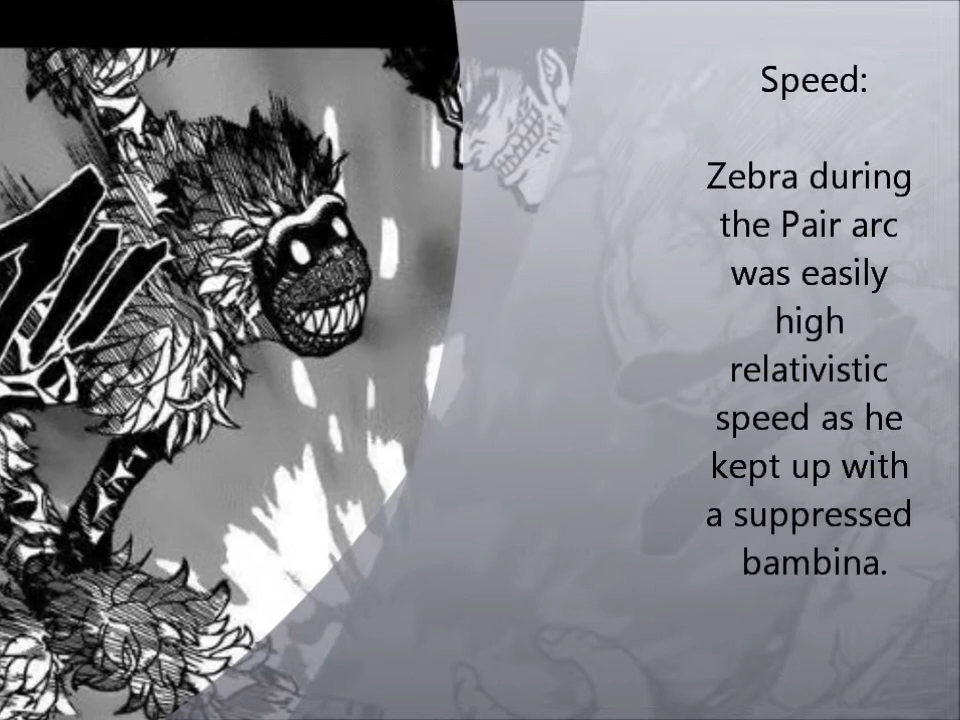 Speed:
Zebra during
the Pair arc
was easily
high
relativistic
speed as he
kept up with
a suppressed
bambina.